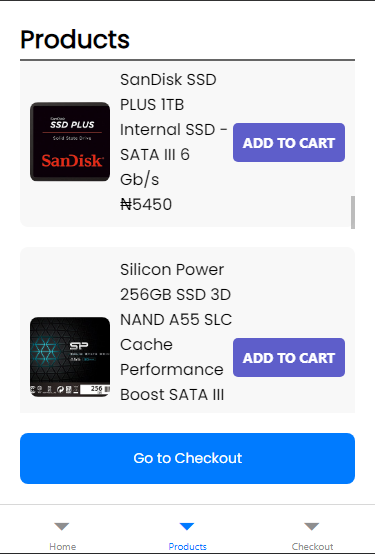 Products
SanDisk SSD
PLUS 1TB
Internal SSD -
SATA III 6
Gb/s
₦5450
SanDisk
SSD PLUS
Solid State Drive
SanDisk
ADD TO CART
Silicon Power
256GB SSD 3D
NAND A55 SLC
Cache
Performance
Boost SATA III
SP
256
ADD TO CART
Go to Checkout
Home
Products
Checkout